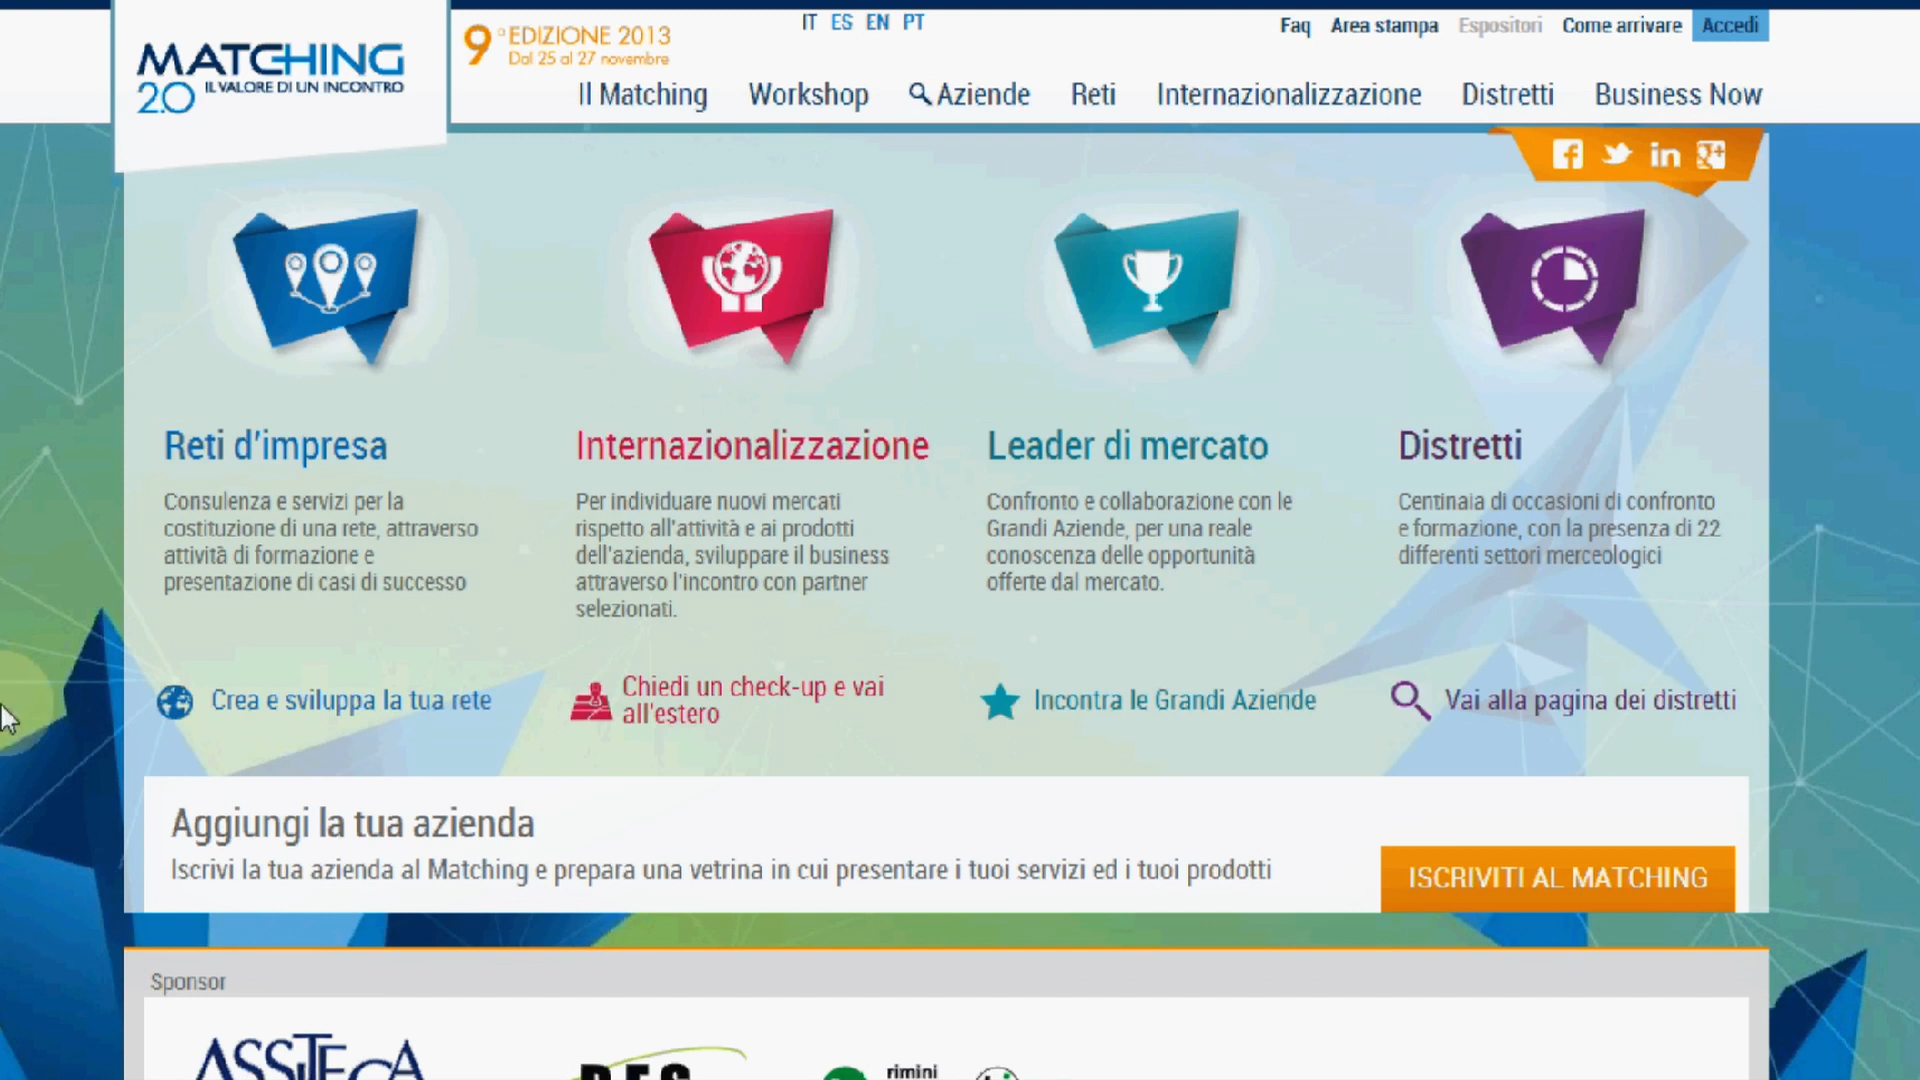 MATCHING
2.0 IL VALORE DI UN INCONTRO
9° EDIZIONE 2013
Dal 25 al 27 novembre
IT ES EN PT
Faq Area stampa Espositori Come arrivare Accedi
Il Matching Workshop Aziende Reti Internazionalizzazione Distretti Business Now
Reti d'impresa
Consulenza e servizi per la
costituzione di una rete, attraverso
attività di formazione e
presentazione di casi di successo
Crea e sviluppa la tua rete
Internazionalizzazione
Per individuare nuovi mercati
rispetto all'attività e ai prodotti
dell'azienda, sviluppare il business
attraverso l'incontro con partner
selezionati.
Chiedi un check-up e vai
all'estero
Leader di mercato
Confronto e collaborazione con le
Grandi Aziende, per una reale
conoscenza delle opportunità
offerte dal mercato.
Incontra le Grandi Aziende
Distretti
Centinaia di occasioni di confronto
e formazione, con la presenza di 22
differenti settori merceologici
Vai alla pagina dei distretti
Aggiungi la tua azienda
Iscrivi la tua azienda al Matching e prepara una vetrina in cui presentare i tuoi servizi ed i tuoi prodotti
ISCRIVITI AL MATCHING
Sponsor
ASSITECA
rimini